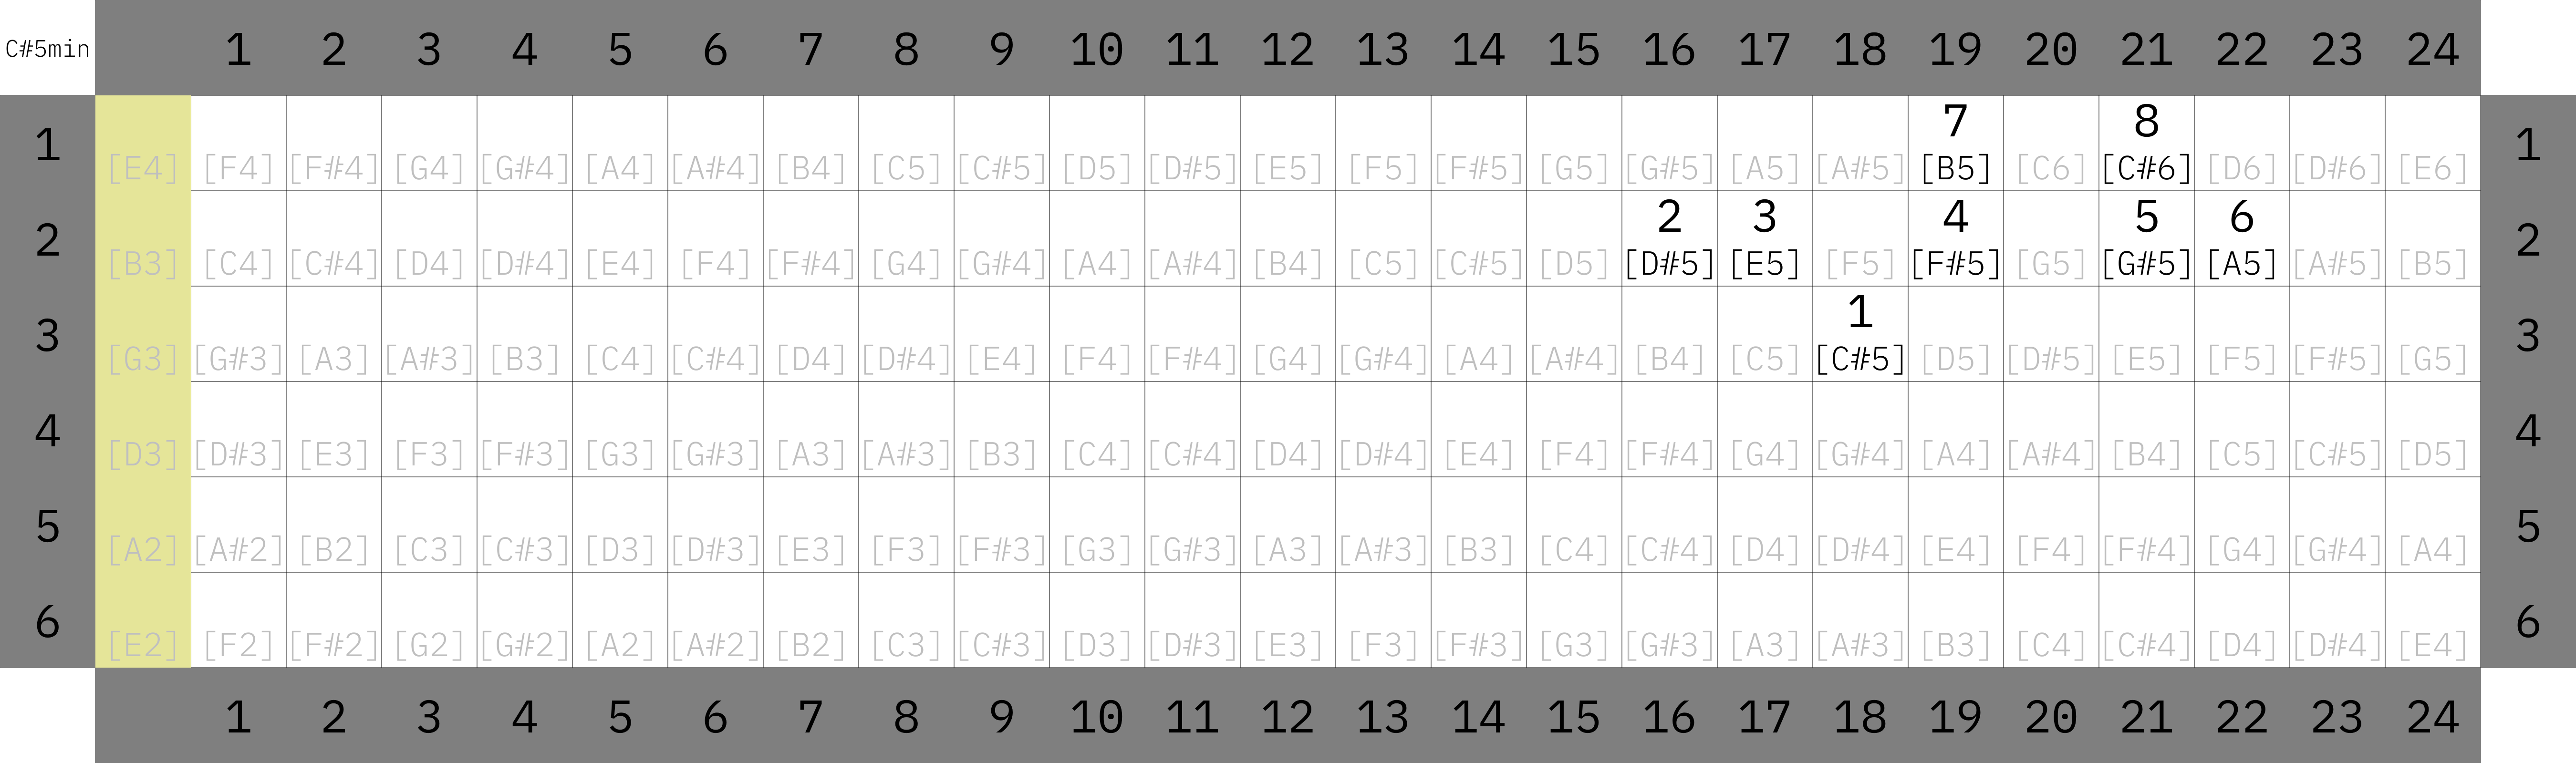 C#5min 1 2 3 4 5 6 7 8 9 10 11 12 13 14 15 16 17 18 19 20 21 22 23 24
7 8
1 [E4] [F4] [F#4] [G4] [G#4] [A4] [A#4] [B4] [C5] [C#5] [D5] [D#5] [E5] [F5] [F#5] [G5] [G#5] [A5] [A#5] [B5] [C6] [C#6] [D6] [D#6] [E6] 1
2 3 4 5 6
2 [B3] [C4] [C#4] [D4] [D#4] [E4] [F4] [F#4] [G4] [G#4] [A4] [A#4] [B4] [C5] [C#5] [D5] [D#5] [E5] [F5] [F#5] [G5] [G#5] [A5] [A#5] [B5] 2
1
3 [G3] [G#3] [A3] [A#3] [B3] [C4] [C#4] [D4] [D#4] [E4] [F4] [F#4] [G4] [G#4] [A4] [A#4] [B4] [C5] [C#5] [D5] [D#5] [E5] [F5] [F#5] [G5] 3
4 [D3] [D#3] [E3] [F3] [F#3] [G3] [G#3] [A3] [A#3] [B3] [C4] [C#4] [D4] [D#4] [E4] [F4] [F#4] [G4] [G#4] [A4] [A#4] [B4] [C5] [C#5] [D5] 4
5 [A2] [A#2] [B2] [C3] [C#3] [D3] [D#3] [E3] [F3] [F#3] [G3] [G#3] [A3] [A#3] [B3] [C4] [C#4] [D4] [D#4] [E4] [F4] [F#4] [G4] [G#4] [A4] 5
6 [E2] [F2] [F#2] [G2] [G#2] [A2] [A#2] [B2] [C3] [C#3] [D3] [D#3] [E3] [F3] [F#3] [G3] [G#3] [A3] [A#3] [B3] [C4] [C#4] [D4] [D#4] [E4] 6
1 2 3 4 5 6 7 8 9 10 11 12 13 14 15 16 17 18 19 20 21 22 23 24